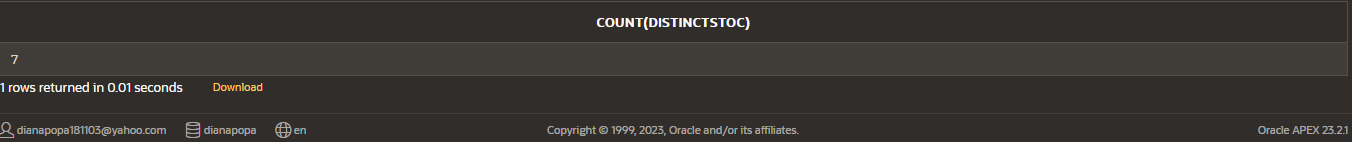 COUNT(DISTINCTSTOC)
7
1 rows returned in 0.01 seconds Download
dianapopa181103@yahoo.com dianapopa en Copyright © 1999, 2023, Oracle and/or its affiliates. Oracle APEX 23.2.1